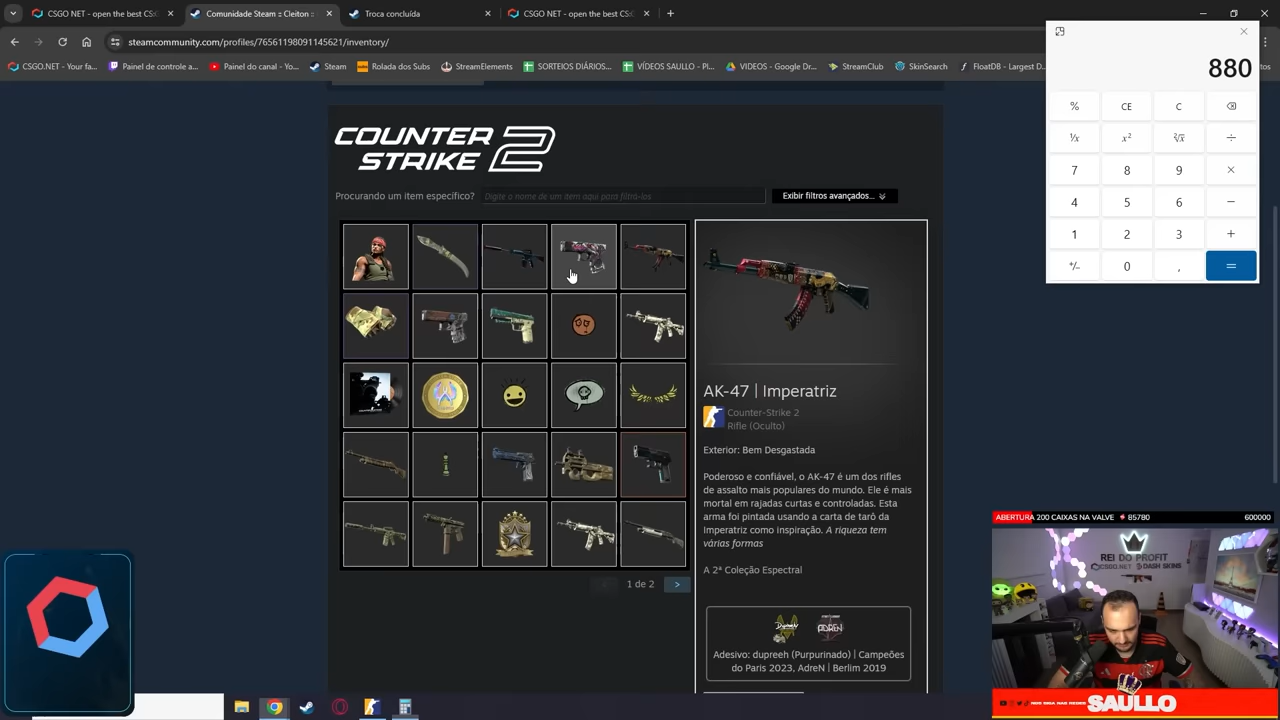 CSGO NET - open the best CS:
Comunidade Steam :: Cleiton ::
Troca concluída
CSGO NET - open the best CS:
steamcommunity.com/profiles/76561198091145621/inventory/
CSGO.NET - Your fa...
Painel de controle a...
Painel do canal - Yo...
Steam
Rolada dos Subs
StreamElements
SORTEIOS DIÁRIOS...
VÍDEOS SAULLO - Pl...
VIDEOS - Google Dr...
StreamClub
SkinSearch
FloatDB - Largest D...
880
% CE C
¹/x x² ²√x ÷
7 8 9 ×
4 5 6 −
1 2 3 +
+/− 0 , =
COUNTER
STRIKE 2
Procurando um item específico?
Digite o nome de um item aqui para filtrá-los
Exibir filtros avançados...
1 de 2 >
AK-47 | Imperatriz
Counter-Strike 2
Rifle (Oculto)
Exterior: Bem Desgastada
Poderoso e confiável, o AK-47 é um dos rifles
de assalto mais populares do mundo. Ele é mais
mortal em rajadas curtas e controladas. Esta
arma foi pintada usando a carta de tarô da
Imperatriz como inspiração. A riqueza tem
várias formas
A 2ª Coleção Espectral
Adesivo: dupreeh (Purpurinado) | Campeões
do Paris 2023, AdreN | Berlim 2019
ABERTURA 200 CAIXAS NA VALVE 85780 600000
REI DO PROFIT
CSGO.NET DASH SKINS
SAULLO